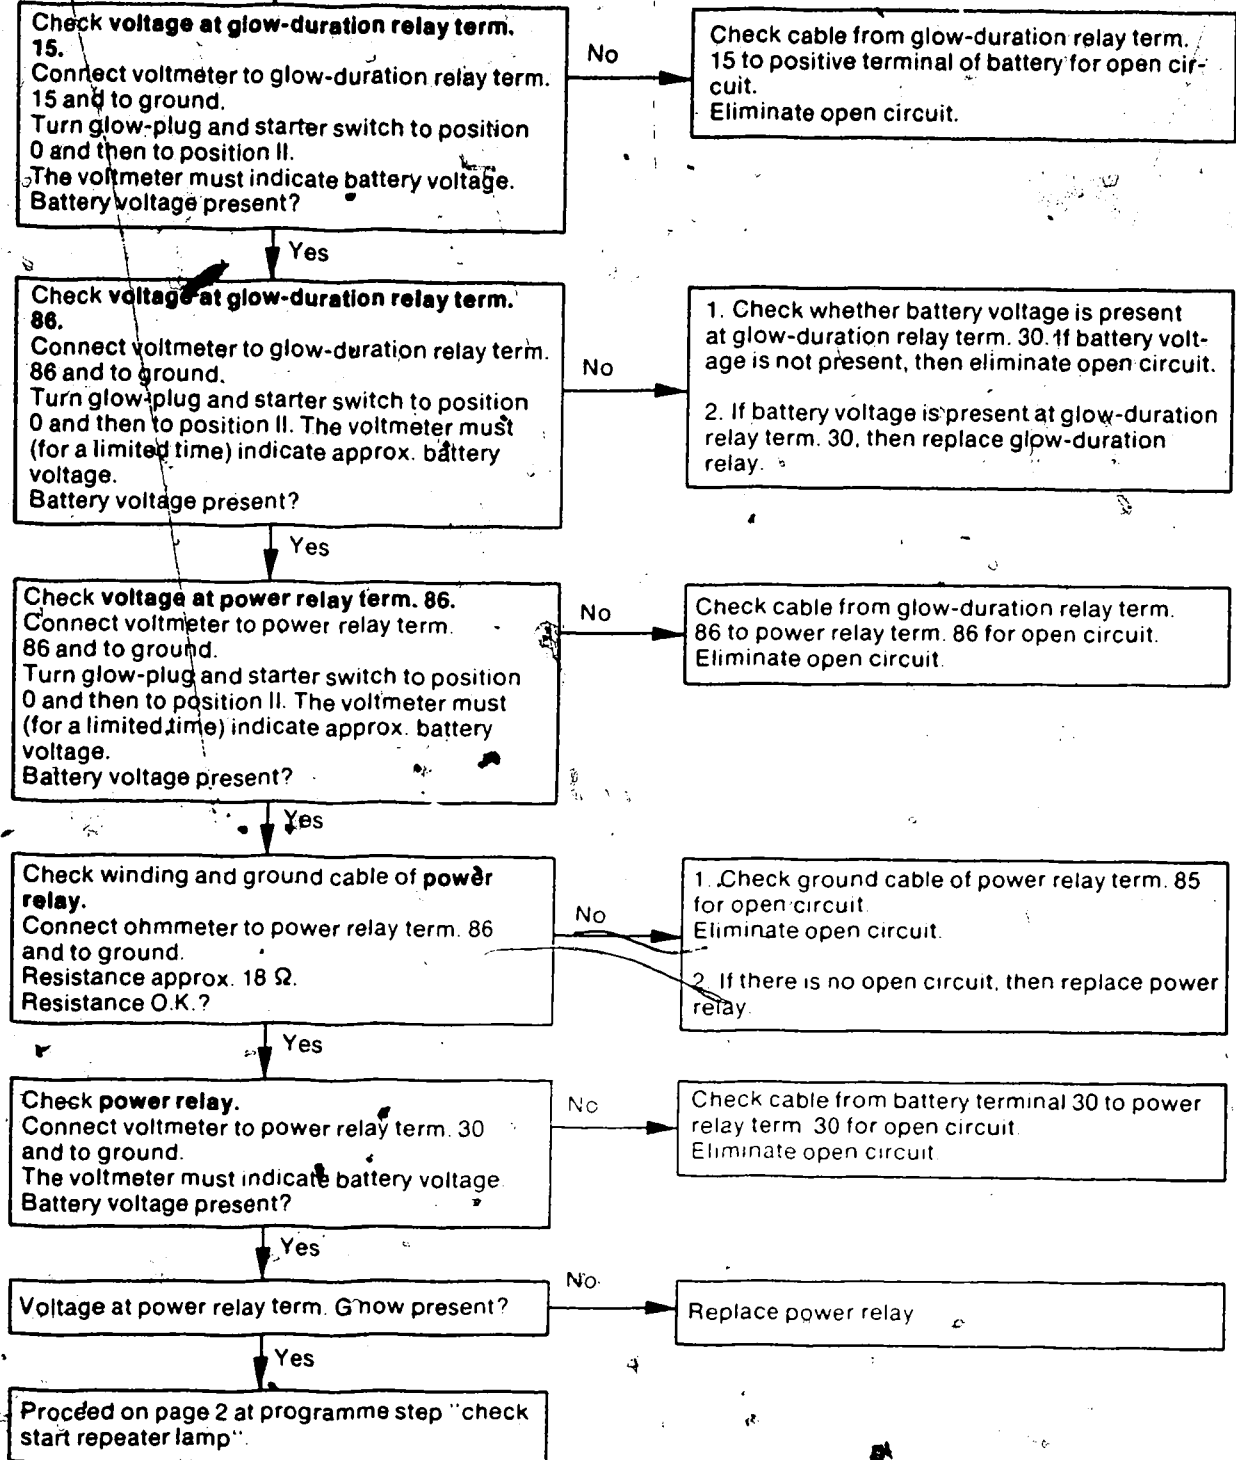 Check voltage at glow-duration relay term.
15.
Connect voltmeter to glow-duration relay term.
15 and to ground.
Turn glow-plug and starter switch to position
0 and then to position II.
The voltmeter must indicate battery voltage.
Battery voltage present?
No
Check cable from glow-duration relay term.
15 to positive terminal of battery for open cir-
cuit.
Eliminate open circuit.
Yes
Check voltage at glow-duration relay term.
86.
Connect voltmeter to glow-duration relay term.
86 and to ground.
Turn glow-plug and starter switch to position
0 and then to position II. The voltmeter must
(for a limited time) indicate approx. battery
voltage.
Battery voltage present?
No
1. Check whether battery voltage is present
at glow-duration relay term. 30. If battery volt-
age is not present, then eliminate open circuit.
2. If battery voltage is present at glow-duration
relay term. 30, then replace glow-duration
relay.
Yes
Check voltage at power relay term. 86.
Connect voltmeter to power relay term.
86 and to ground.
Turn glow-plug and starter switch to position
0 and then to position II. The voltmeter must
(for a limited time) indicate approx. battery
voltage.
Battery voltage present?
No
Check cable from glow-duration relay term.
86 to power relay term. 86 for open circuit.
Eliminate open circuit.
Yes
Check winding and ground cable of power
relay.
Connect ohmmeter to power relay term. 86
and to ground.
Resistance approx. 18 Ω.
Resistance O.K.?
No
1. Check ground cable of power relay term. 85
for open circuit.
Eliminate open circuit.
2. If there is no open circuit, then replace power
relay.
Yes
Check power relay.
Connect voltmeter to power relay term. 30
and to ground.
The voltmeter must indicate battery voltage.
Battery voltage present?
No
Check cable from battery terminal 30 to power
relay term 30 for open circuit.
Eliminate open circuit
Yes
Voltage at power relay term. G now present?
No
Replace power relay
Yes
Proceed on page 2 at programme step "check
start repeater lamp".